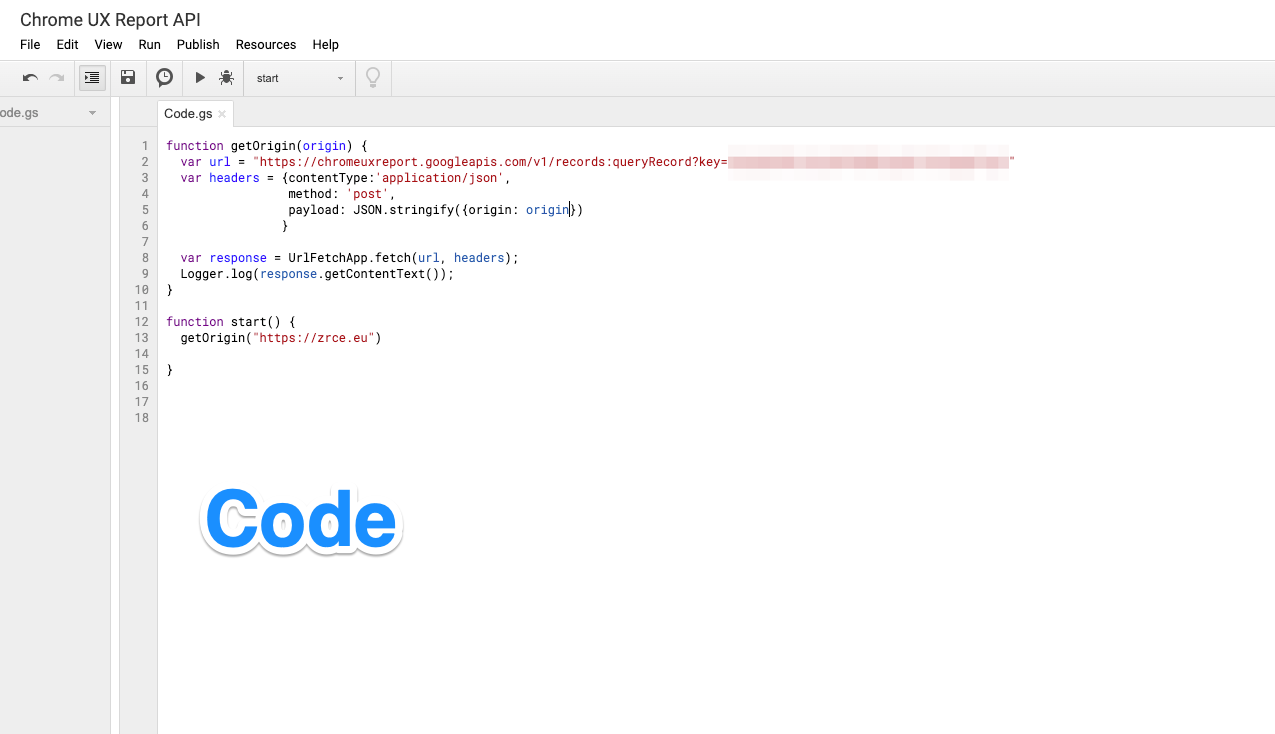 Chrome UX Report API
File Edit View Run Publish Resources Help
start
ode.gs
Code.gs
1 function getOrigin(origin) {
2 var url = "https://chromeuxreport.googleapis.com/v1/records:queryRecord?key="
3 var headers = {contentType:'application/json',
4 method: 'post',
5 payload: JSON.stringify({origin: origin})
6 }
7
8 var response = UrlFetchApp.fetch(url, headers);
9 Logger.log(response.getContentText());
10 }
11
12 function start() {
13 getOrigin("https://zrce.eu")
14
15 }
16
17
18
Code